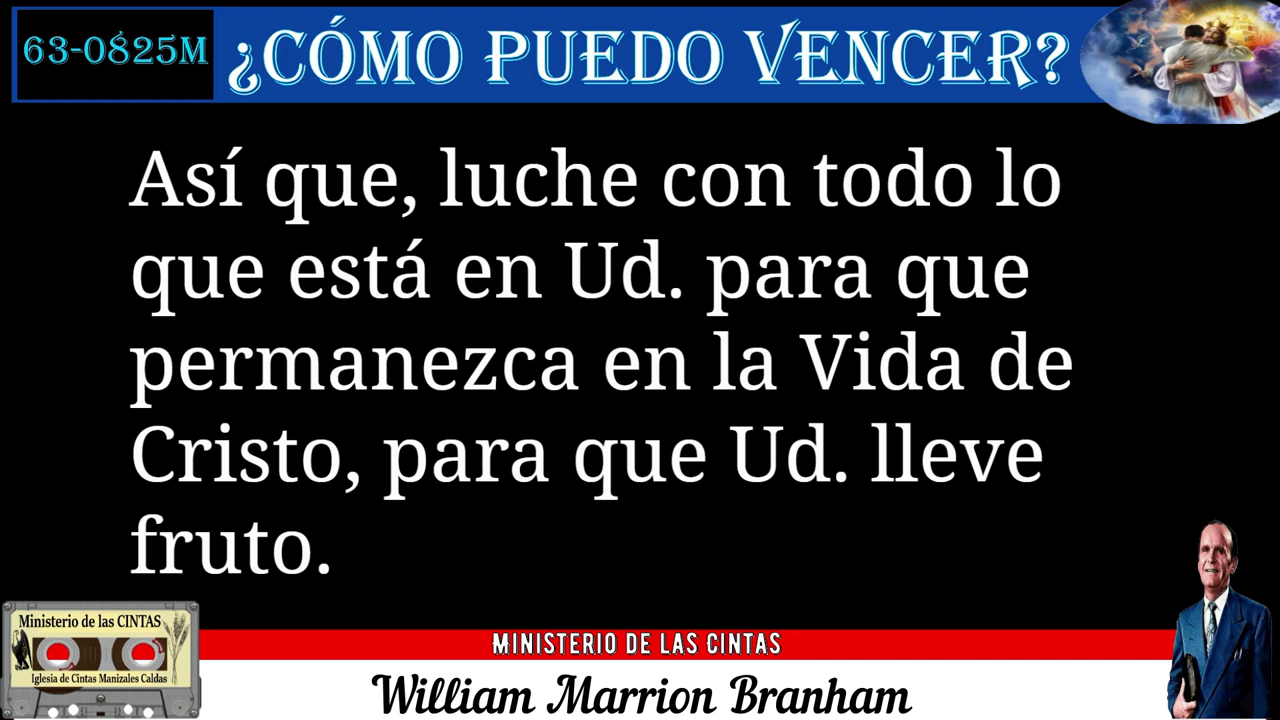 63-0825M
¿CÓMO PUEDO VENCER?
Así que, luche con todo lo
que está en Ud. para que
permanezca en la Vida de
Cristo, para que Ud. lleve
fruto.
Ministerio de las CINTAS
Iglesia de Cintas Manizales Caldas
MINISTERIO DE LAS CINTAS
William Marrion Branham